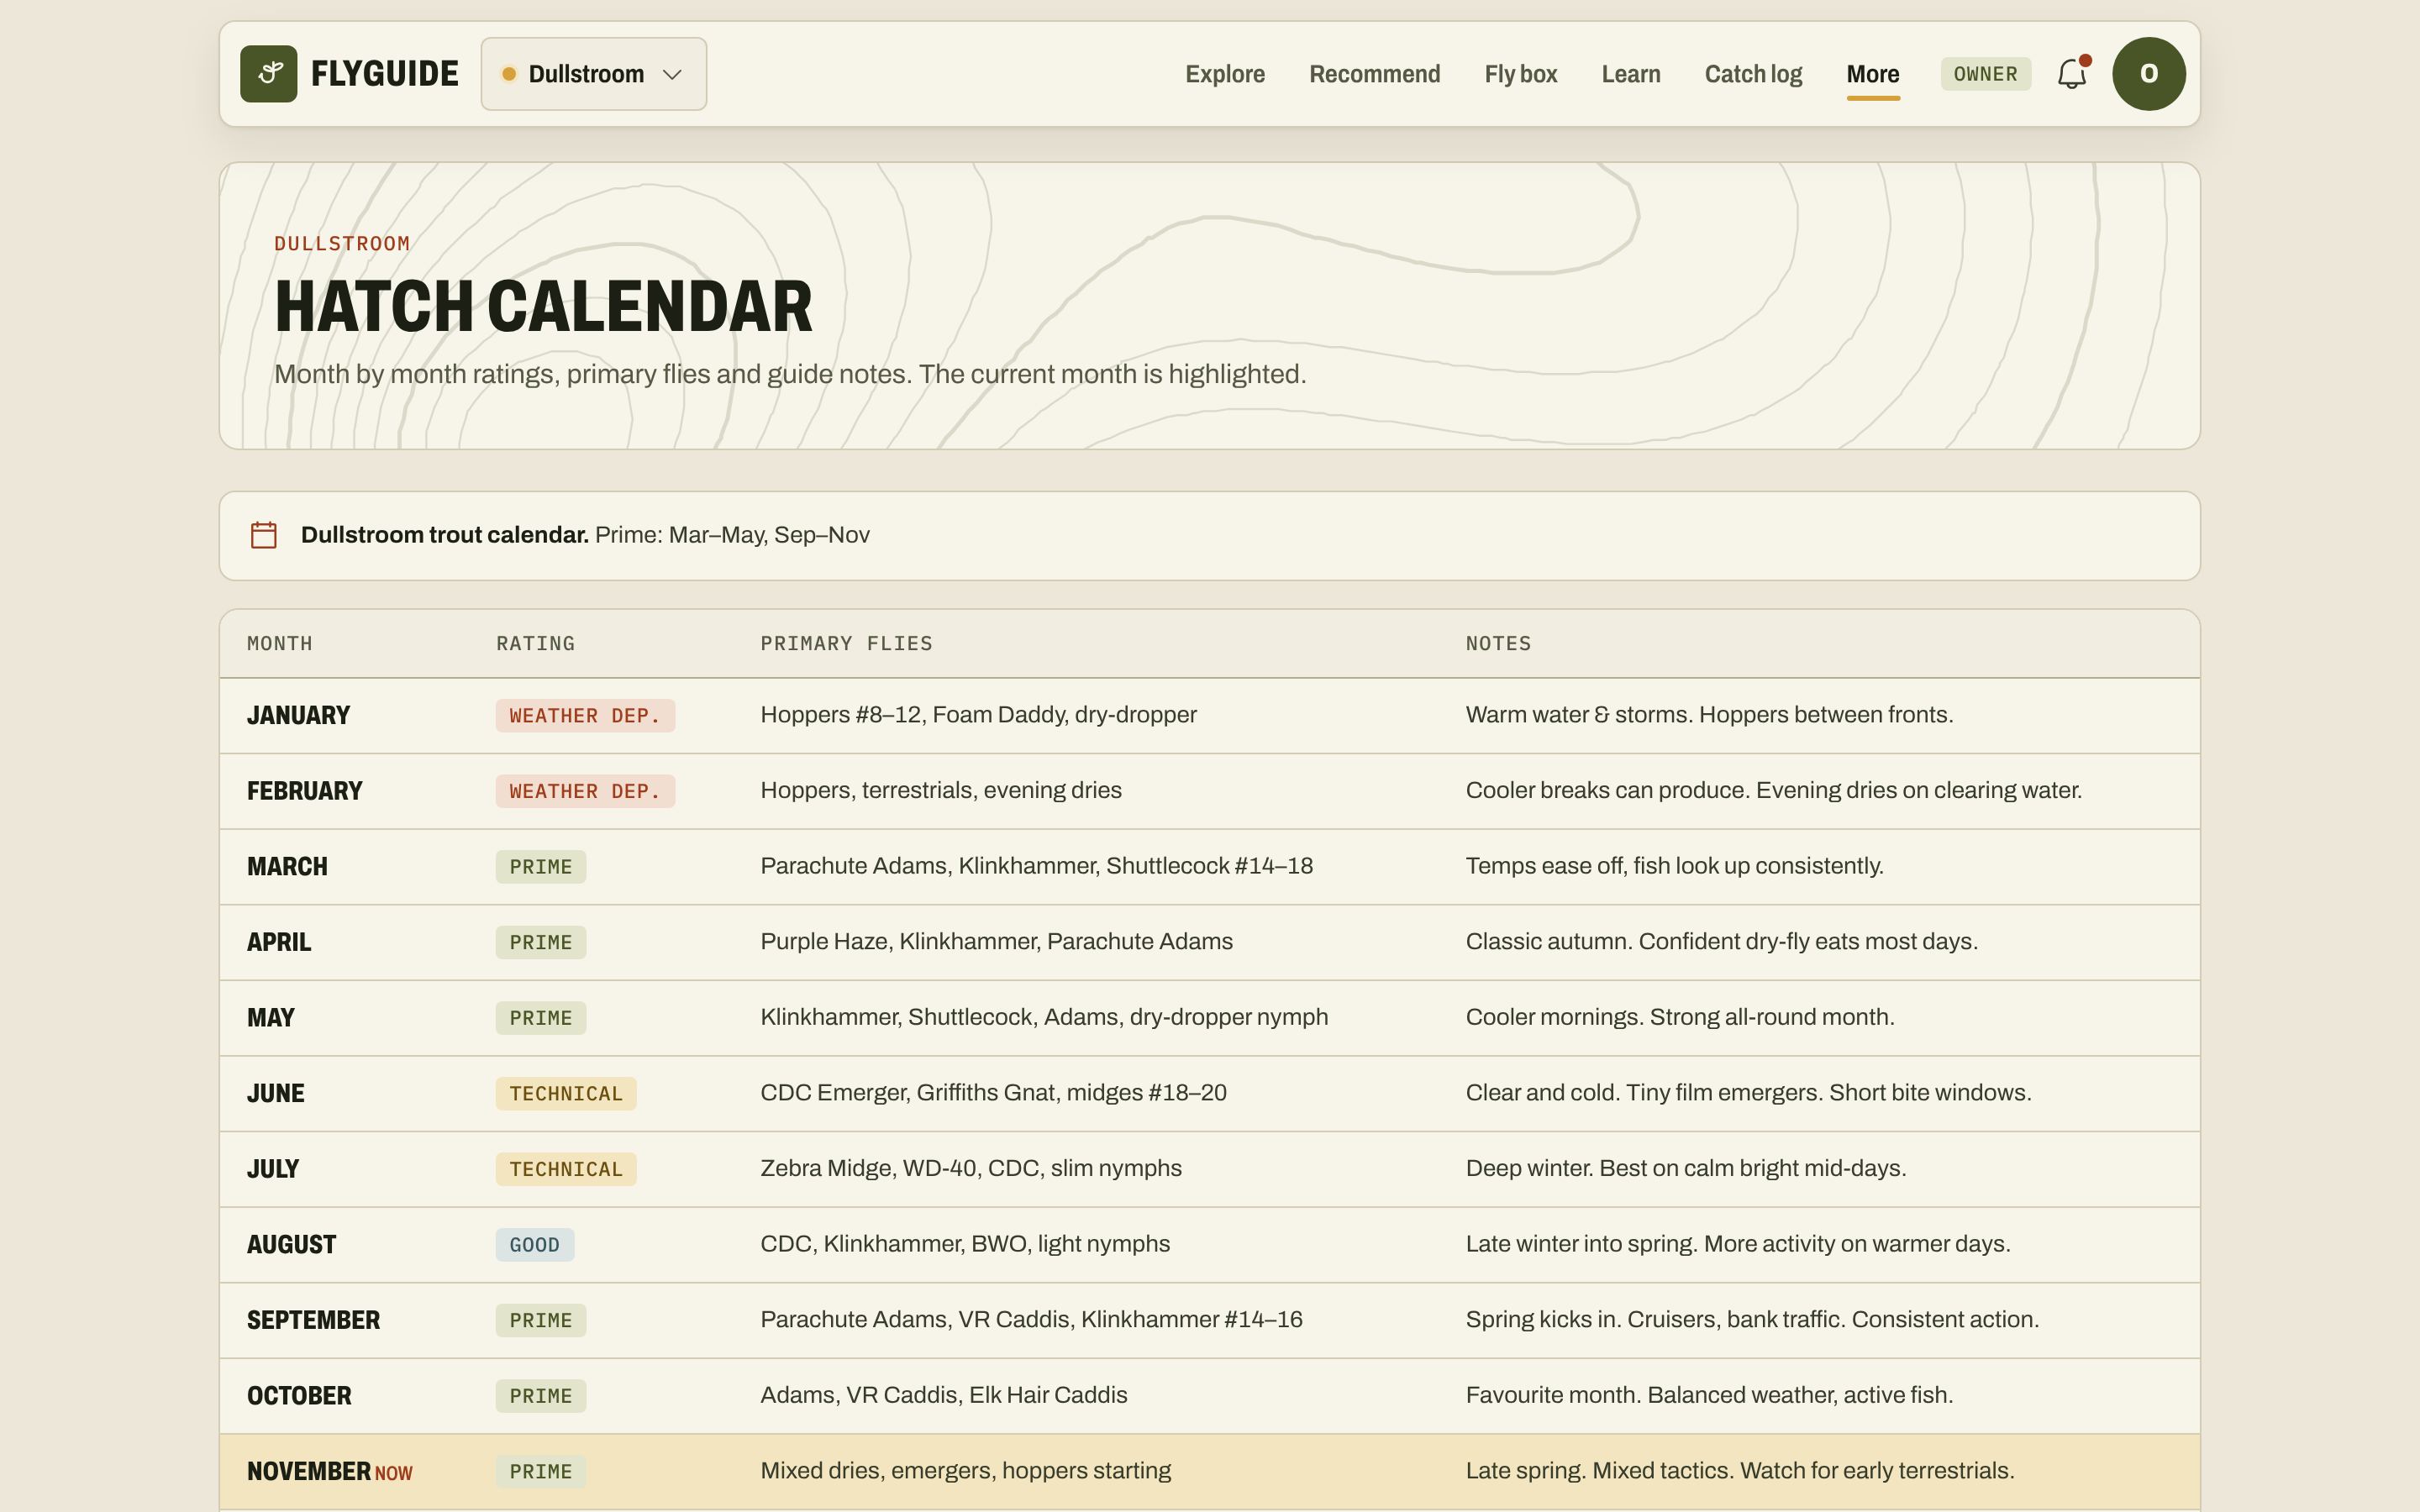 FLYGUIDE Dullstroom Explore Recommend Fly box Learn Catch log More OWNER O
DULLSTROOM
HATCH CALENDAR
Month by month ratings, primary flies and guide notes. The current month is highlighted.
Dullstroom trout calendar. Prime: Mar–May, Sep–Nov
MONTH RATING PRIMARY FLIES NOTES
JANUARY WEATHER DEP. Hoppers #8–12, Foam Daddy, dry-dropper Warm water & storms. Hoppers between fronts.
FEBRUARY WEATHER DEP. Hoppers, terrestrials, evening dries Cooler breaks can produce. Evening dries on clearing water.
MARCH PRIME Parachute Adams, Klinkhammer, Shuttlecock #14–18 Temps ease off, fish look up consistently.
APRIL PRIME Purple Haze, Klinkhammer, Parachute Adams Classic autumn. Confident dry-fly eats most days.
MAY PRIME Klinkhammer, Shuttlecock, Adams, dry-dropper nymph Cooler mornings. Strong all-round month.
JUNE TECHNICAL CDC Emerger, Griffiths Gnat, midges #18–20 Clear and cold. Tiny film emergers. Short bite windows.
JULY TECHNICAL Zebra Midge, WD-40, CDC, slim nymphs Deep winter. Best on calm bright mid-days.
AUGUST GOOD CDC, Klinkhammer, BWO, light nymphs Late winter into spring. More activity on warmer days.
SEPTEMBER PRIME Parachute Adams, VR Caddis, Klinkhammer #14–16 Spring kicks in. Cruisers, bank traffic. Consistent action.
OCTOBER PRIME Adams, VR Caddis, Elk Hair Caddis Favourite month. Balanced weather, active fish.
NOVEMBER NOW PRIME Mixed dries, emergers, hoppers starting Late spring. Mixed tactics. Watch for early terrestrials.